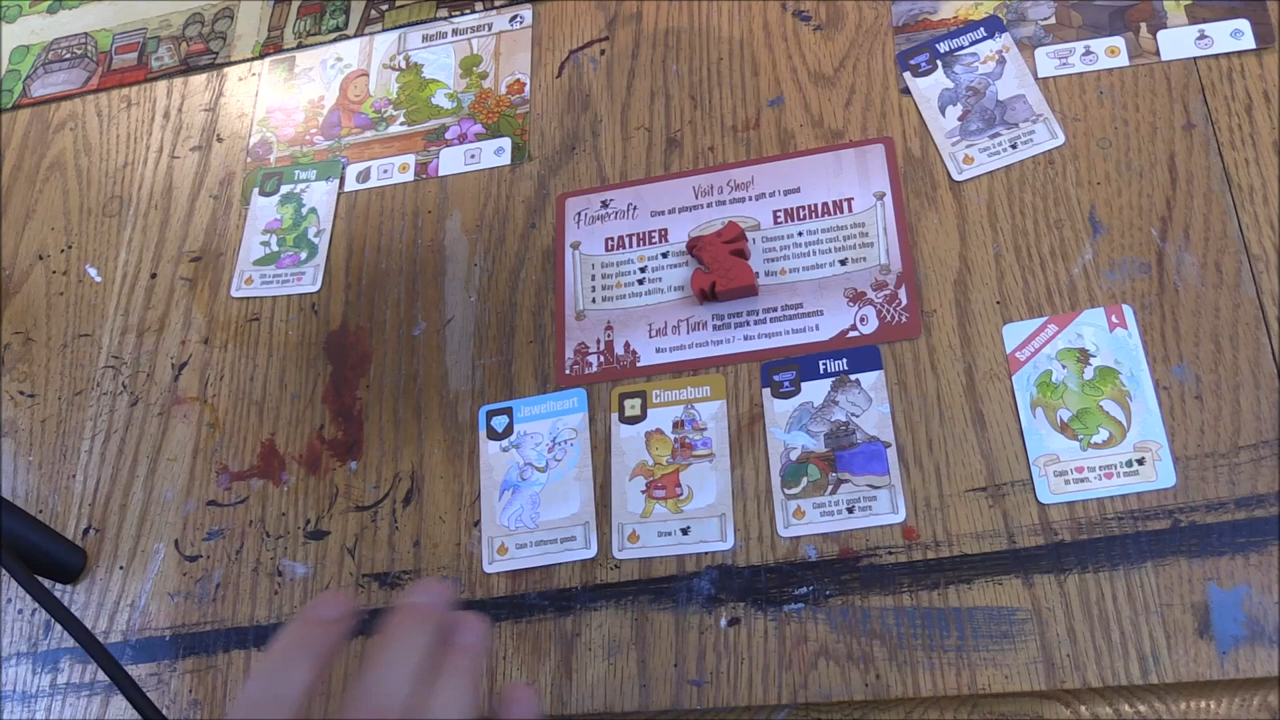 Hello Nursery
Wingnut
Gain 2 of 1 good from
shop or here
Twig
Gift a good to another
player to gain 2
Visit a Shop!
Give all players at the shop a gift of 1 good
Flamecraft
GATHER
1 Gain goods, and listed
2 May place a , gain reward
3 May one here
4 May use shop ability, if any
ENCHANT
1 Choose an that matches shop
icon, pay the goods cost, gain the
rewards listed & tuck behind shop
May any number of here
End of Turn
Flip over any new shops
Refill park and enchantments
Max goods of each type is 7 – Max dragons in hand is 6
Jewelheart
Gain 3 different goods
Cinnabun
Draw 1
Flint
Gain 2 of 1 good from
shop or here
Savannah
Gain 1 for every 2
in town, +3 if most